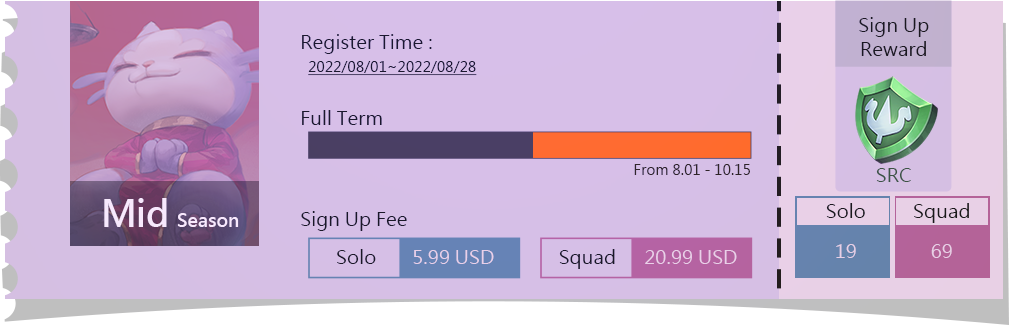 Mid Season
Register Time :
2022/08/01~2022/08/28
Full Term
From 8.01 - 10.15
Sign Up Fee
Solo 5.99 USD
Squad 20.99 USD
Sign Up
Reward
SRC
Solo Squad
19 69